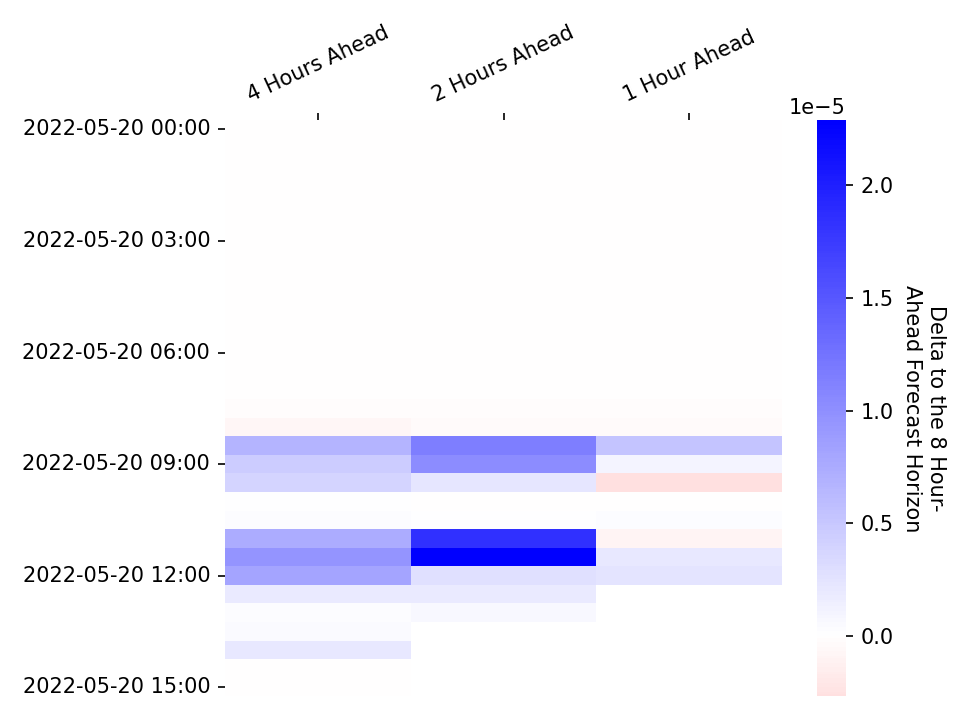 4 Hours Ahead
2 Hours Ahead
1 Hour Ahead
1e−5
2022-05-20 00:00
2022-05-20 03:00
2022-05-20 06:00
2022-05-20 09:00
2022-05-20 12:00
2022-05-20 15:00
2.0
1.5
1.0
0.5
0.0
Delta to the 8 Hour-
Ahead Forecast Horizon